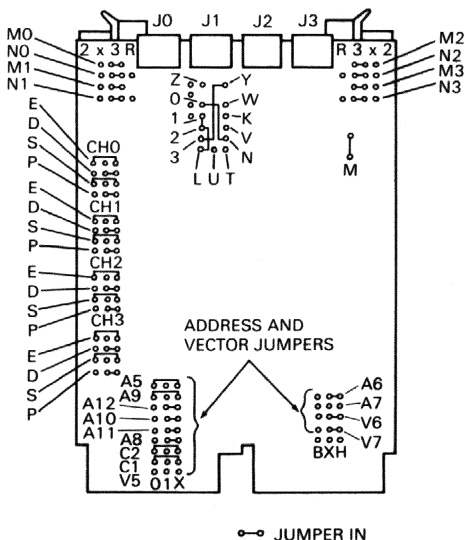 J0 J1 J2 J3
M0 2 x 3 R R 3 x 2 M2
N0 N2
M1 M3
N1 N3
Z Y
0 W
1 K
2 V
3 N
L U T
M
E CH0
D
S
P
E CH1
D
S
P
E CH2
D
S
P
E CH3
D
S
P
ADDRESS AND
VECTOR JUMPERS
A5 A6
A9 A7
A12 V6
A10 V7
A11 BXH
A8
C2
C1
V5 01X
JUMPER IN